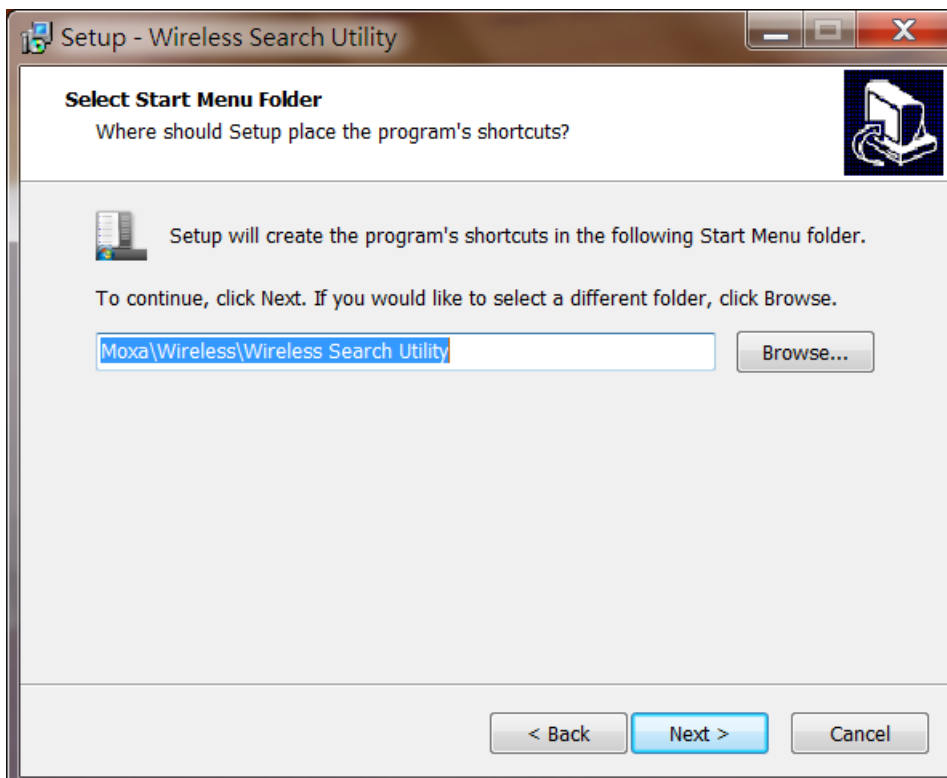 Setup - Wireless Search Utility
Select Start Menu Folder
Where should Setup place the program's shortcuts?
Setup will create the program's shortcuts in the following Start Menu folder.
To continue, click Next. If you would like to select a different folder, click Browse.
Moxa\Wireless\Wireless Search Utility
Browse...
< Back
Next >
Cancel